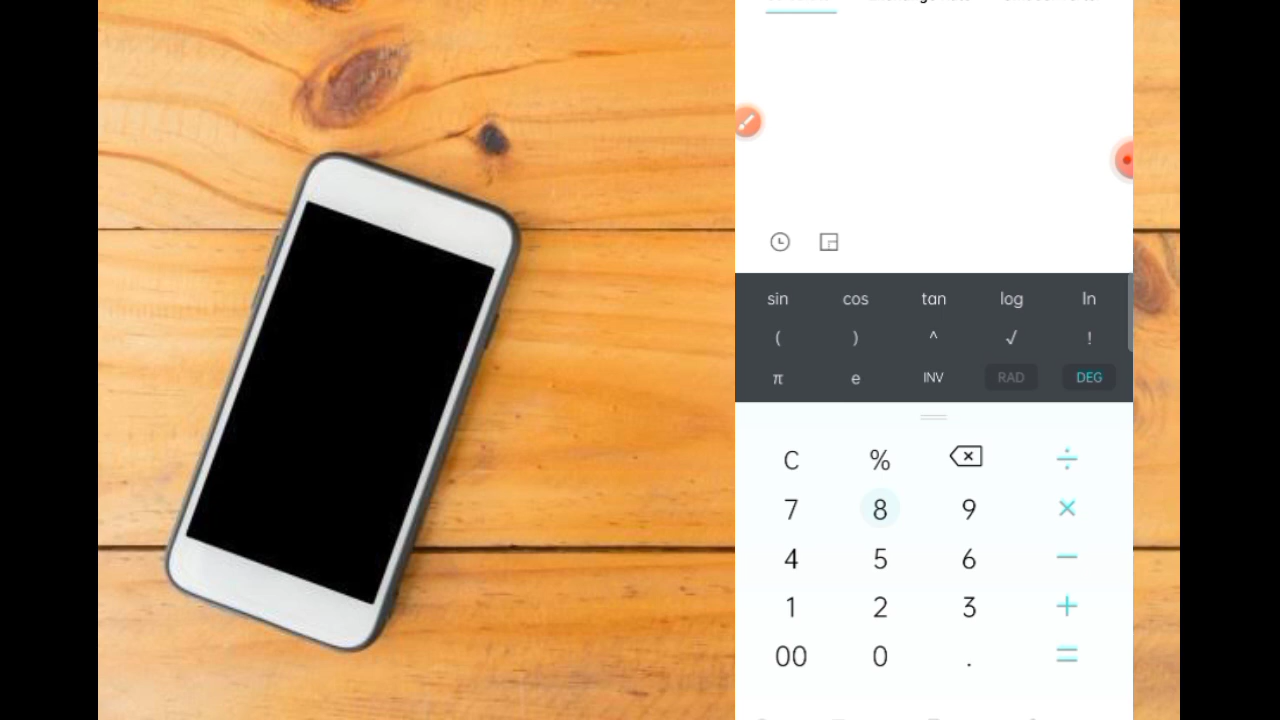 sin cos tan log ln
( ) ^ √ !
π e INV RAD DEG
C % ÷
7 8 9 ×
4 5 6 −
1 2 3 +
00 0 . =